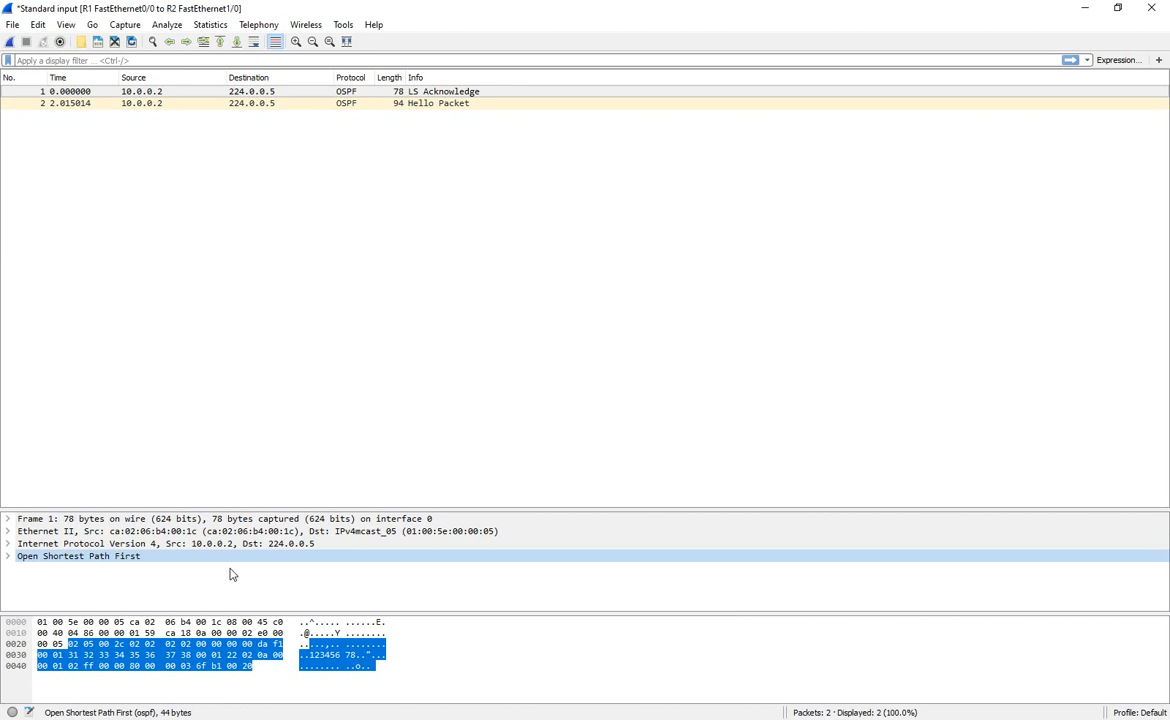 *Standard input [R1 FastEthernet0/0 to R2 FastEthernet1/0]
File Edit View Go Capture Analyze Statistics Telephony Wireless Tools Help
Apply a display filter ... <Ctrl-/> Expression... +
No. Time Source Destination Protocol Length Info
1 0.000000 10.0.0.2 224.0.0.5 OSPF 78 LS Acknowledge
2 2.015014 10.0.0.2 224.0.0.5 OSPF 94 Hello Packet
Frame 1: 78 bytes on wire (624 bits), 78 bytes captured (624 bits) on interface 0
Ethernet II, Src: ca:02:06:b4:00:1c (ca:02:06:b4:00:1c), Dst: IPv4mcast_05 (01:00:5e:00:00:05)
Internet Protocol Version 4, Src: 10.0.0.2, Dst: 224.0.0.5
Open Shortest Path First
0000 01 00 5e 00 00 05 ca 02 06 b4 00 1c 08 00 45 c0 ..^..... ......E.
0010 00 40 04 86 00 00 01 59 ca 18 0a 00 00 02 e0 00 .@.....Y ........
0020 00 05 02 05 00 2c 02 02 02 02 00 00 00 00 da f1 .....,.. ........
0030 00 01 31 32 33 34 35 36 37 38 00 01 22 02 0a 00 ..123456 78.."...
0040 00 01 02 ff 00 00 80 00 00 03 6f b1 00 20 ........ ..o..
Open Shortest Path First (ospf), 44 bytes Packets: 2 · Displayed: 2 (100.0%) Profile: Default